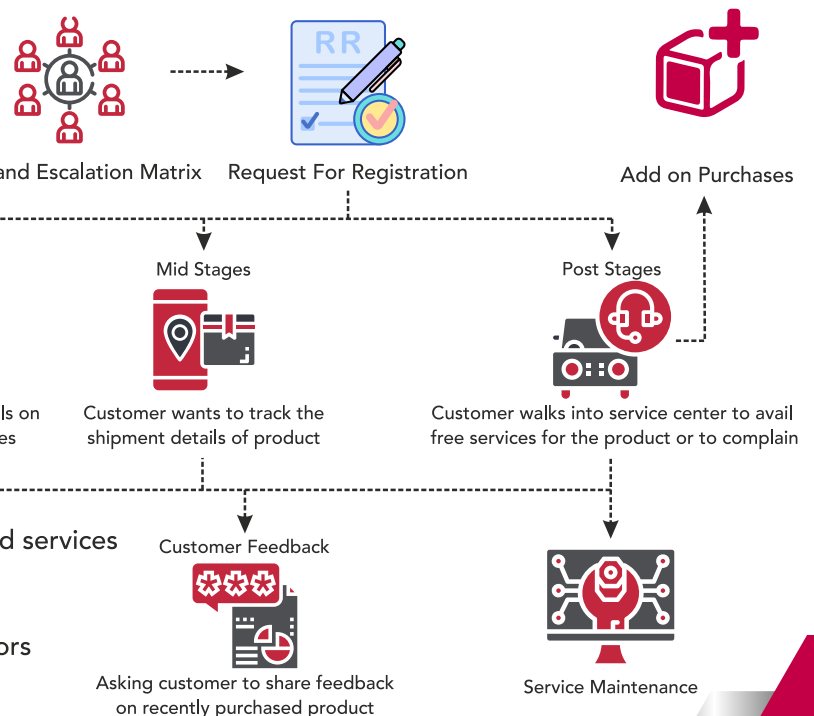 RR
and Escalation Matrix
Request For Registration
Add on Purchases
Mid Stages
Post Stages
ls on
es
Customer wants to track the
shipment details of product
Customer walks into service center to avail
free services for the product or to complain
d services
Customer Feedback
ors
Asking customer to share feedback
on recently purchased product
Service Maintenance